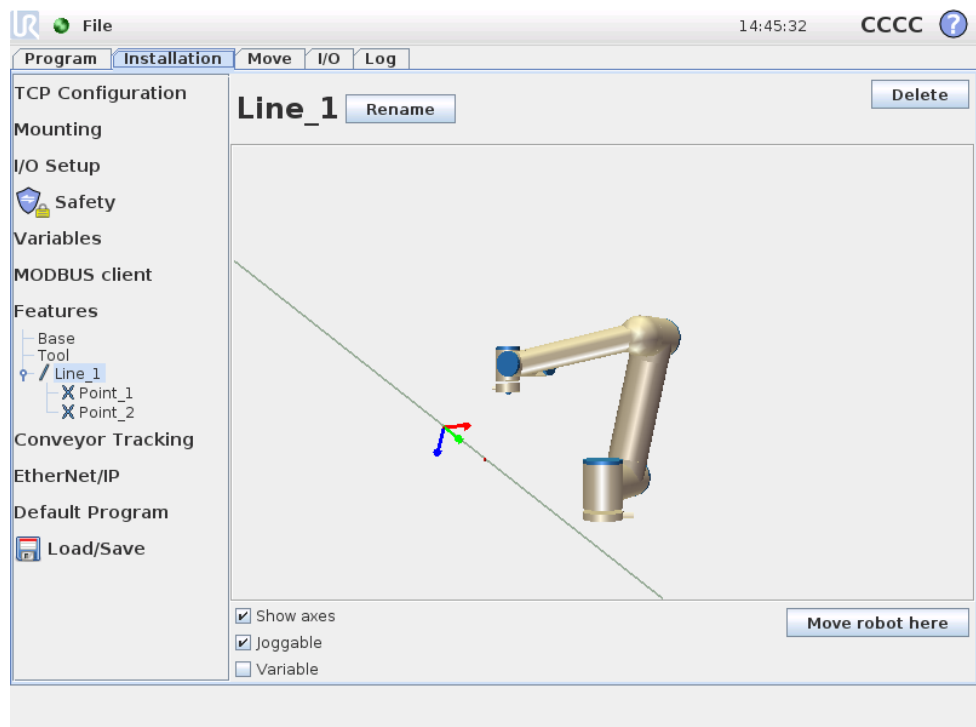 UR File 14:45:32 CCCC ?
Program Installation Move I/O Log
TCP Configuration
Mounting
I/O Setup
Safety
Variables
MODBUS client
Features
Base
Tool
Line_1
Point_1
Point_2
Conveyor Tracking
EtherNet/IP
Default Program
Load/Save
Line_1 Rename Delete
Show axes
Joggable
Variable
Move robot here